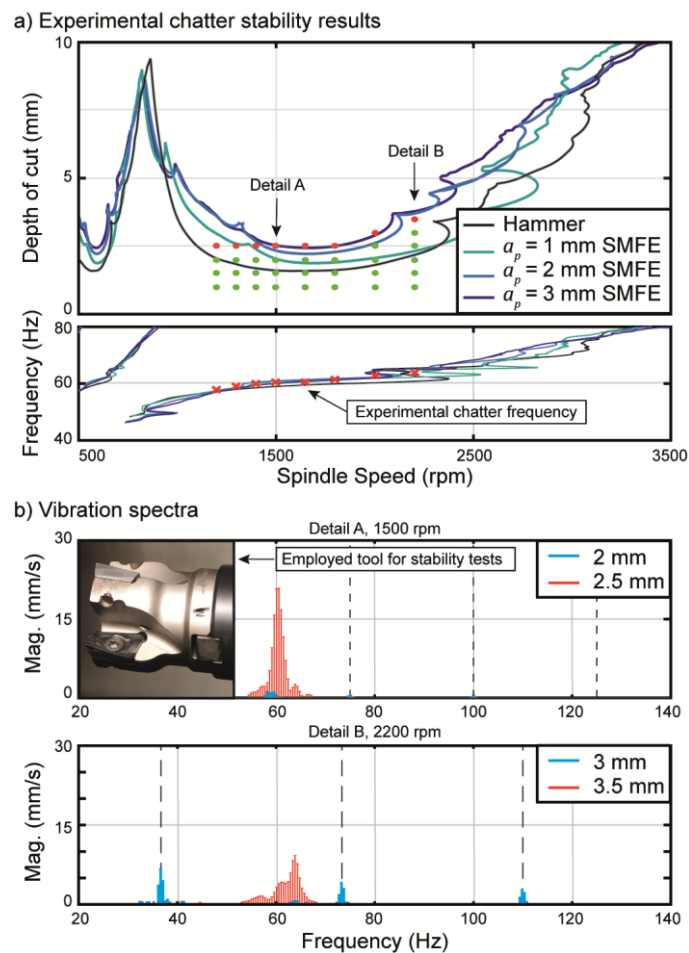 a) Experimental chatter stability results
10
5
0
Depth of cut (mm)
Detail A
Detail B
Hammer
aₚ = 1 mm SMFE
aₚ = 2 mm SMFE
aₚ = 3 mm SMFE
80
60
40
Frequency (Hz)
Experimental chatter frequency
500 1500 2500 3500
Spindle Speed (rpm)
b) Vibration spectra
Detail A, 1500 rpm
30
15
0
Mag. (mm/s)
Employed tool for stability tests
2 mm
2.5 mm
20 40 60 80 100 120 140
Detail B, 2200 rpm
30
15
0
Mag. (mm/s)
3 mm
3.5 mm
20 40 60 80 100 120 140
Frequency (Hz)